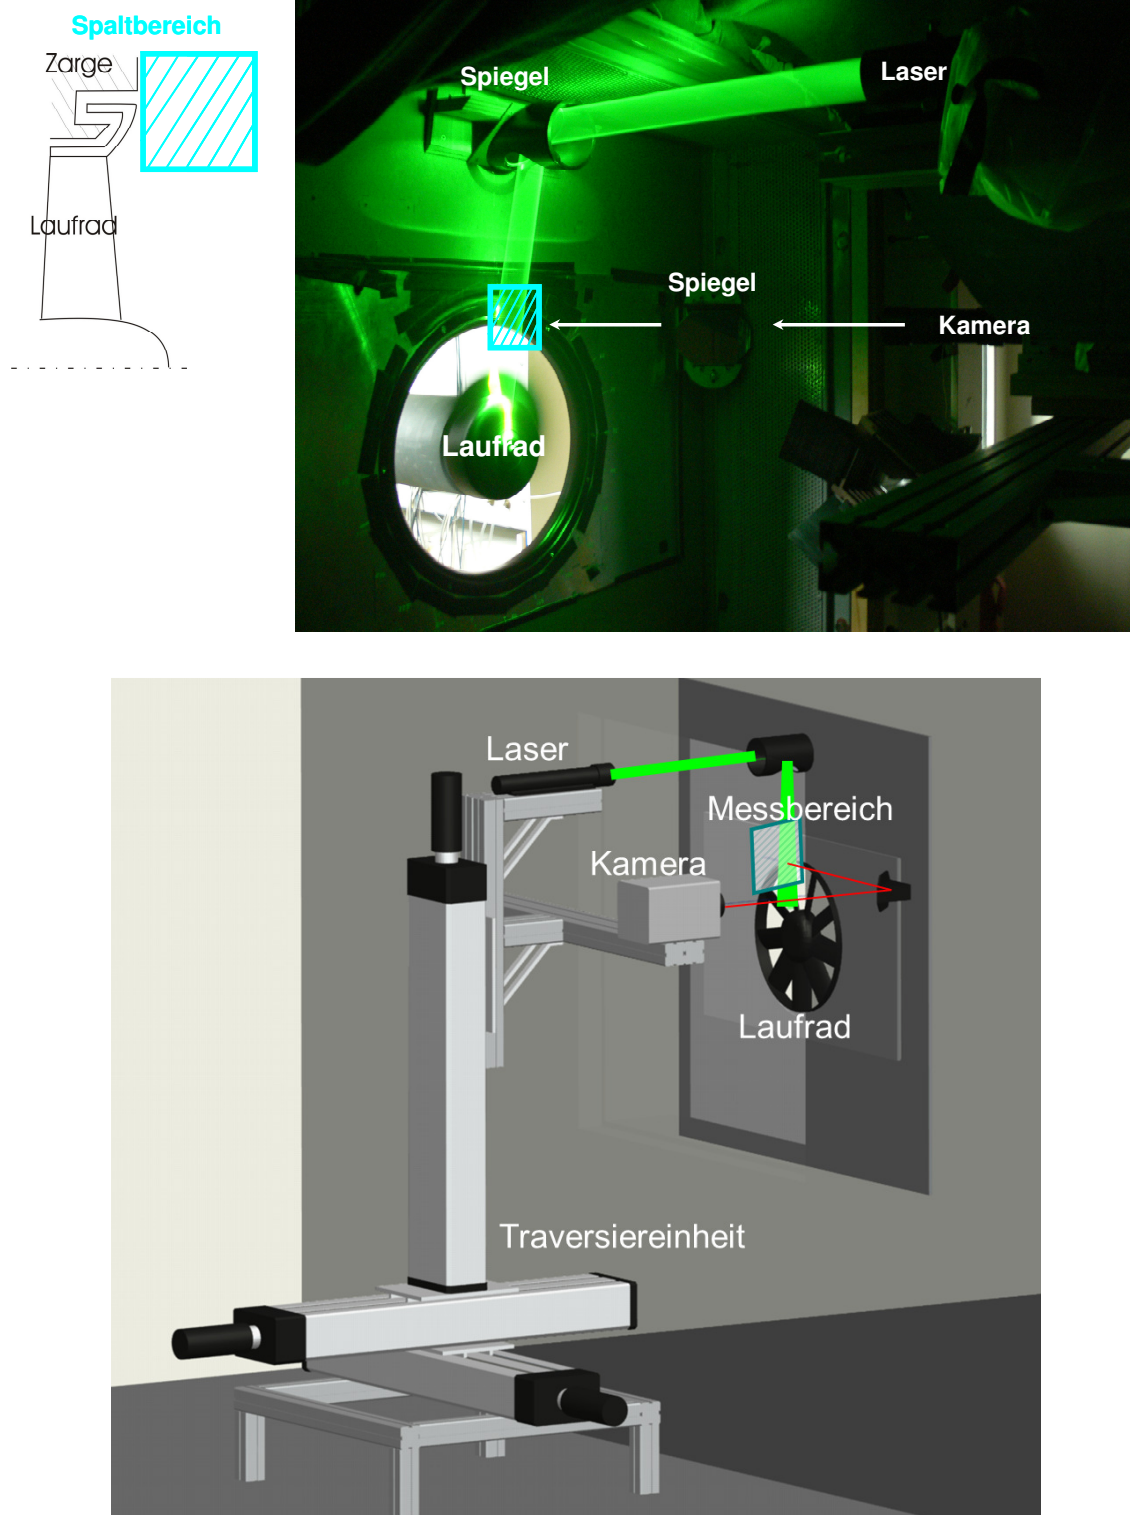 Spaltbereich
Zarge
Laufrad
Spiegel
Laser
Spiegel
Kamera
Laufrad
Laser
Messbereich
Kamera
Laufrad
Traversiereinheit